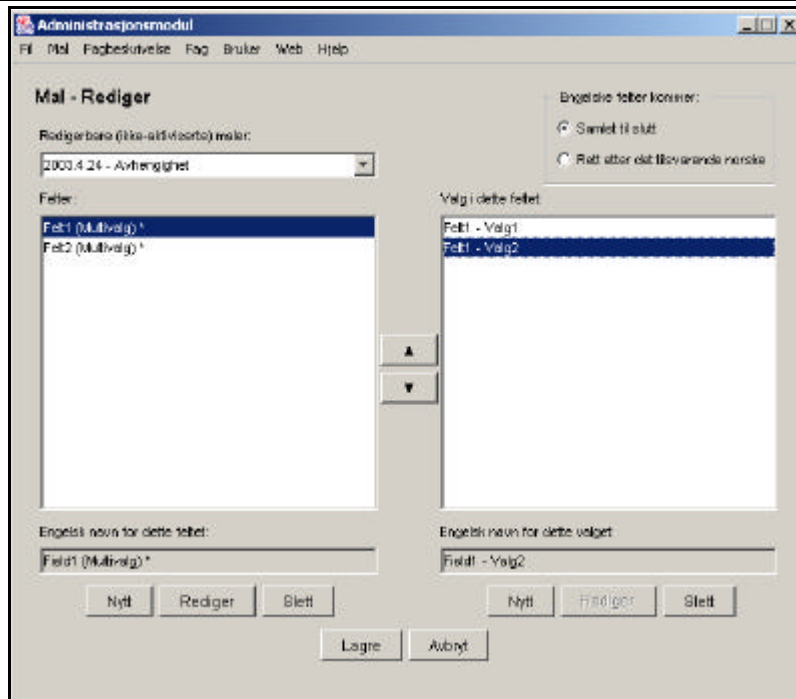 Administrasjonsmodul
Fil Mal Fagbeskrivelse Fag Bruker Web Hjelp
Mal - Rediger
Engelske felter kommer:
Samlet til slutt
Rett etter det tilsvarende norske
Redigerbare (ikke-aktiviserte) maler:
2003.4.24 - Avhengighet
Felter:
Felt1 (Multivalg) *
Felt2 (Multivalg) *
Valg i dette feltet:
Felt1 - Valg1
Felt1 - Valg2
Engelsk navn for dette feltet:
Field1 (Multivalg) *
Engelsk navn for dette valget
Field1 - Valg2
Nytt Rediger Slett
Nytt Rediger Slett
Lagre Avbryt